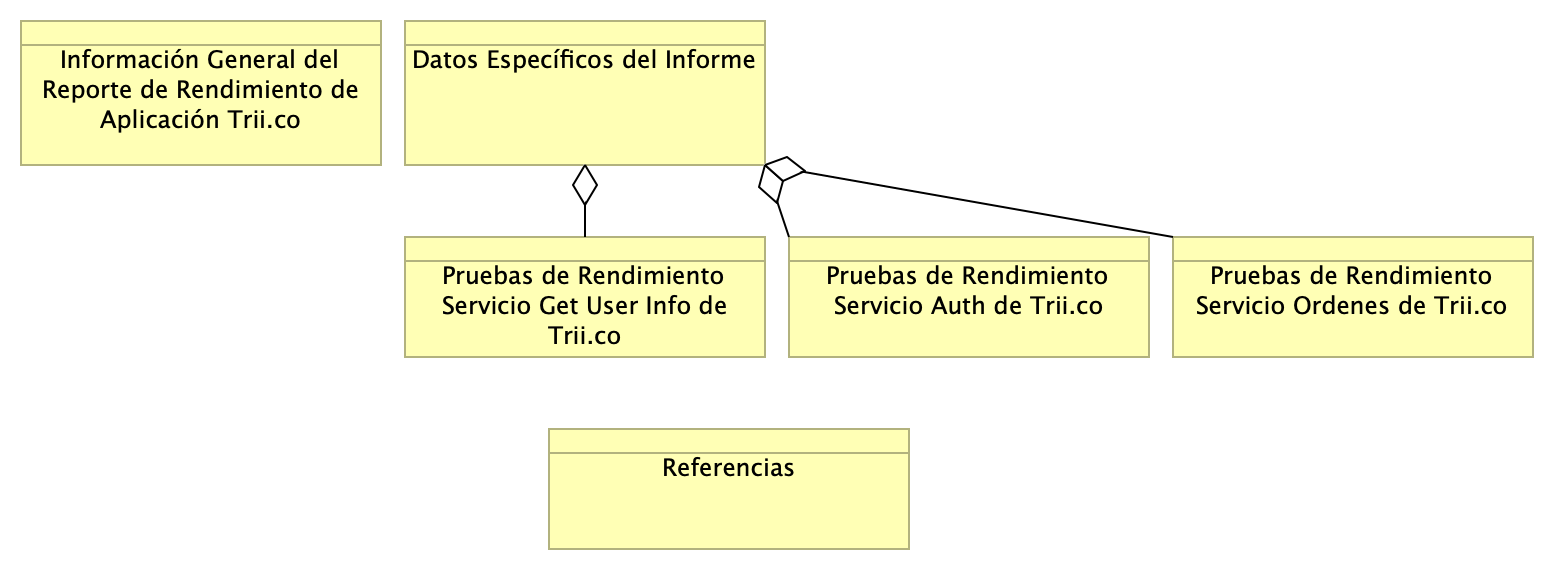 Información General del
Reporte de Rendimiento de
Aplicación Trii.co
Datos Específicos del Informe
Pruebas de Rendimiento
Servicio Get User Info de
Trii.co
Pruebas de Rendimiento
Servicio Auth de Trii.co
Pruebas de Rendimiento
Servicio Ordenes de Trii.co
Referencias